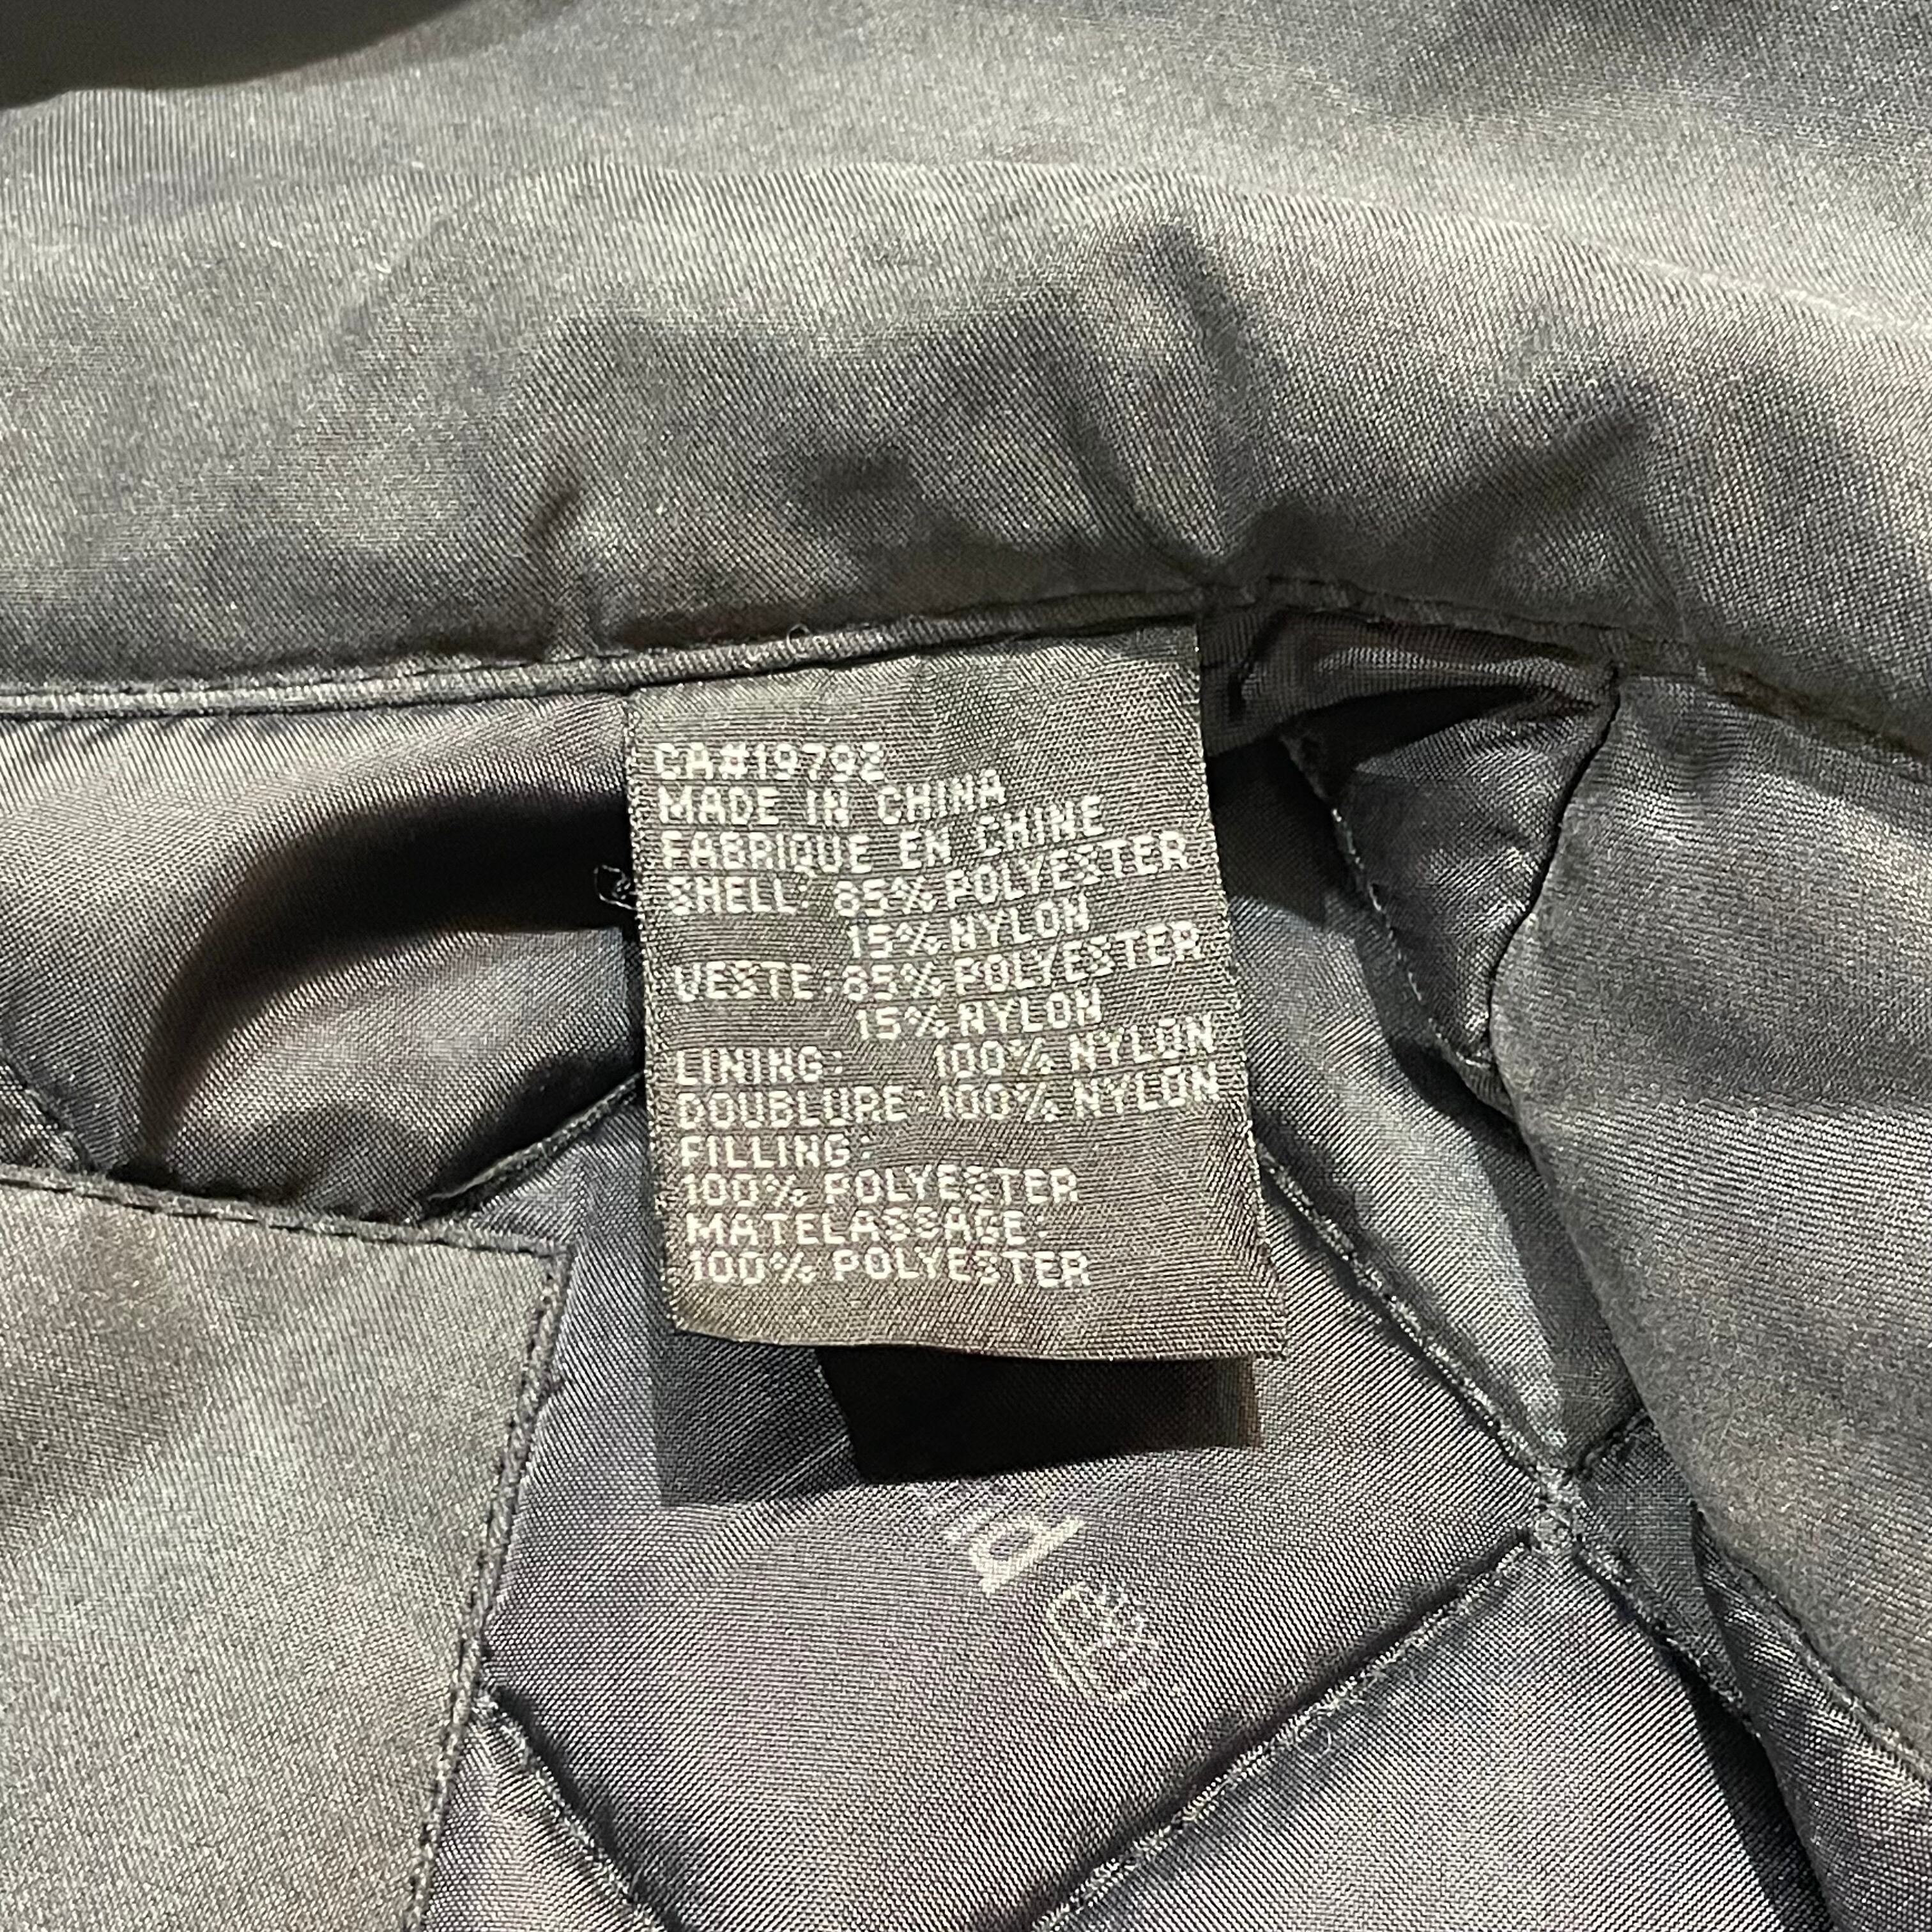 CA#19792
MADE IN CHINA
FABRIQUE EN CHINE
SHELL: 85% POLYESTER
15% NYLON
VESTE: 85% POLYESTER
15% NYLON
LINING: 100% NYLON
DOUBLURE: 100% NYLON
FILLING:
100% POLYESTER
MATELASSAGE:
100% POLYESTER